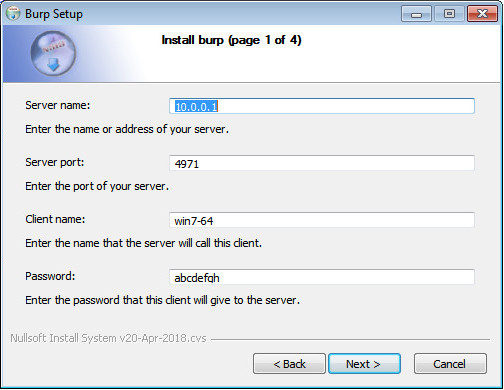 Burp Setup
Install burp (page 1 of 4)
Server name: 10.0.0.1
Enter the name or address of your server.
Server port: 4971
Enter the port of your server.
Client name: win7-64
Enter the name that the server will call this client.
Password: abcdefgh
Enter the password that this client will give to the server.
Nullsoft Install System v20-Apr-2018.cvs
< Back Next > Cancel